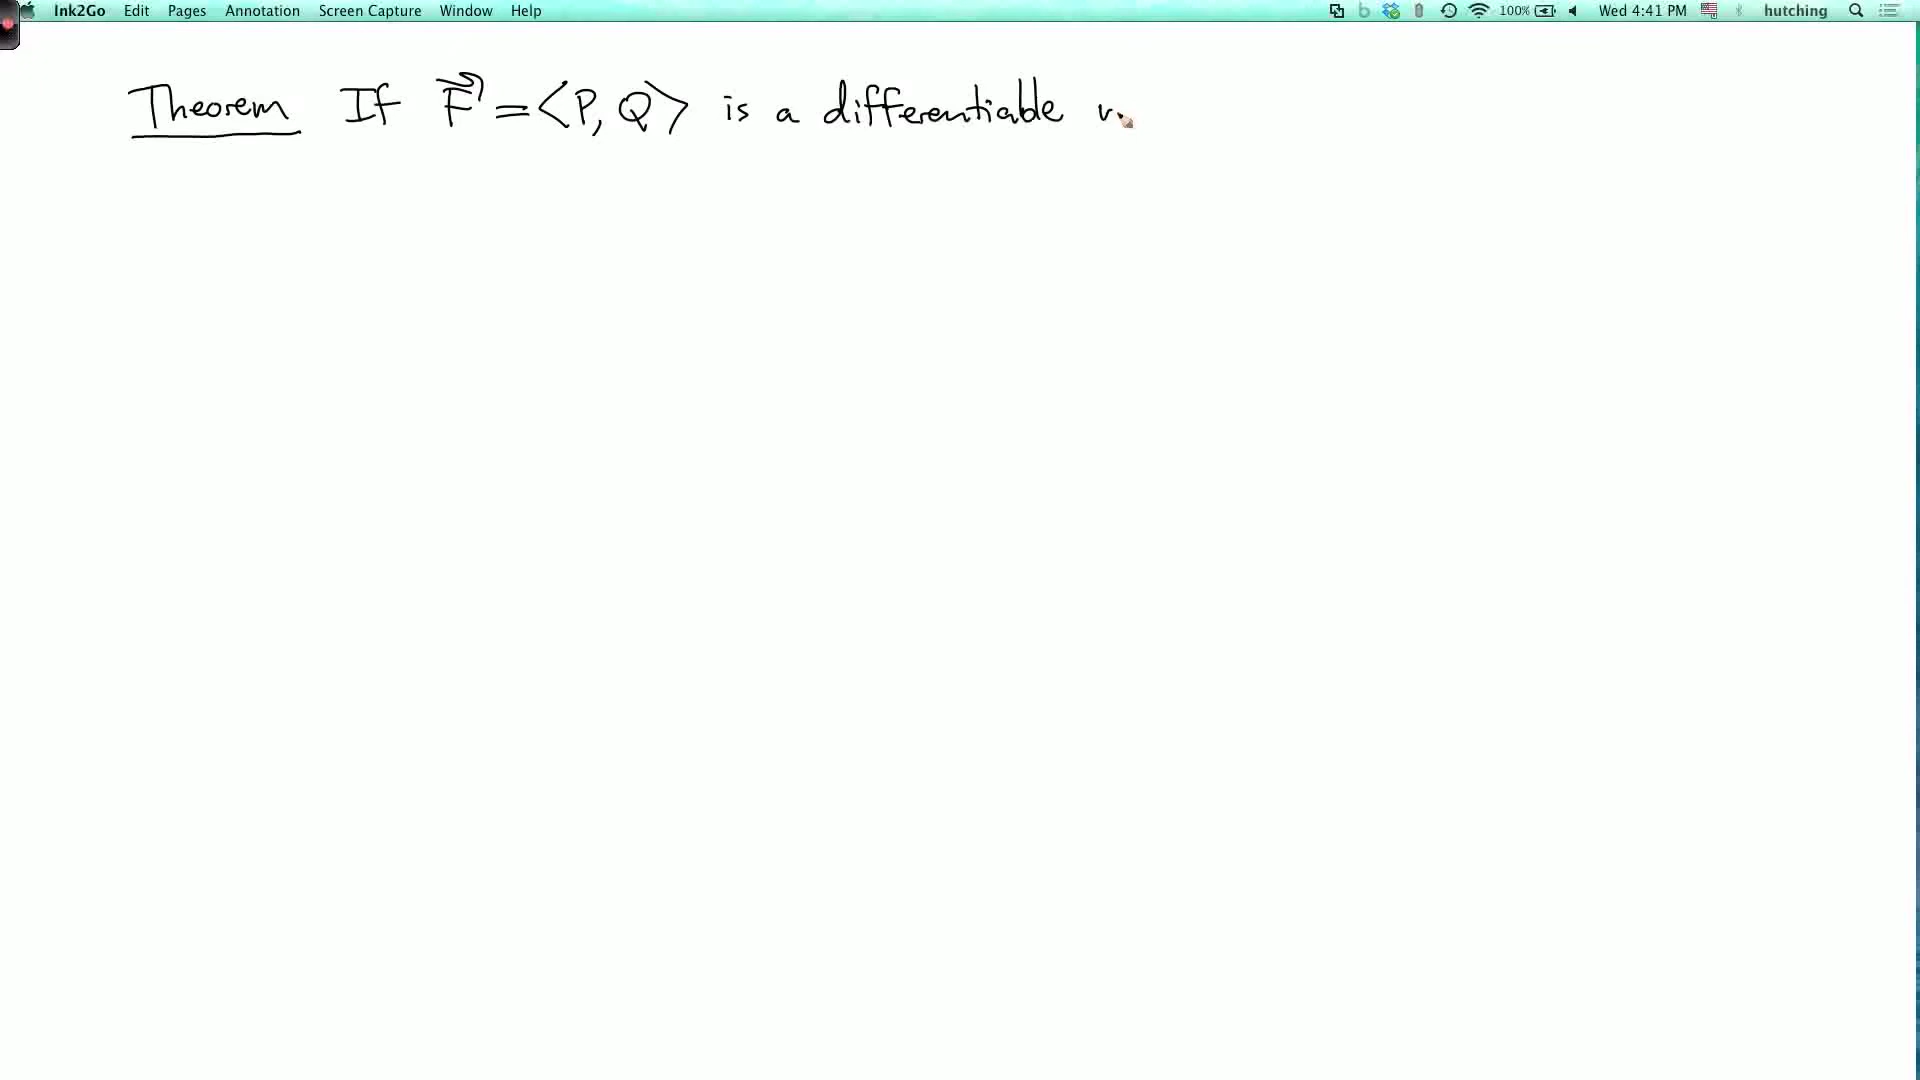 Ink2Go Edit Pages Annotation Screen Capture Window Help 100% Wed 4:41 PM hutching
Theorem If F⃗ = <P, Q> is a differentiable v